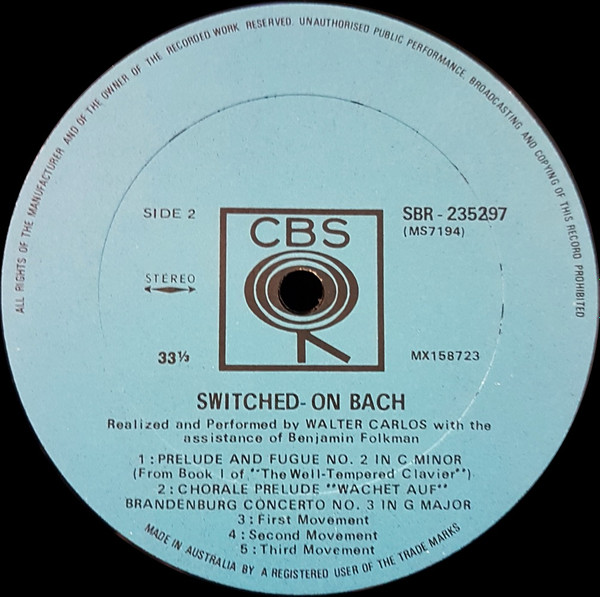 ALL RIGHTS OF THE MANUFACTURER AND OF THE OWNER OF THE RECORDED WORK RESERVED. UNAUTHORISED PUBLIC PERFORMANCE, BROADCASTING AND COPYING OF THIS RECORD PROHIBITED
SIDE 2
CBS
SBR - 235297
(MS7194)
STEREO
33⅓
MX158723
SWITCHED-ON BACH
Realized and Performed by WALTER CARLOS with the
assistance of Benjamin Folkman
1 : PRELUDE AND FUGUE NO. 2 IN C MINOR
(From Book I of "The Well-Tempered Clavier")
2 : CHORALE PRELUDE "WACHET AUF"
BRANDENBURG CONCERTO NO. 3 IN G MAJOR
3 : First Movement
4 : Second Movement
5 : Third Movement
MADE IN AUSTRALIA BY A REGISTERED USER OF THE TRADE MARKS